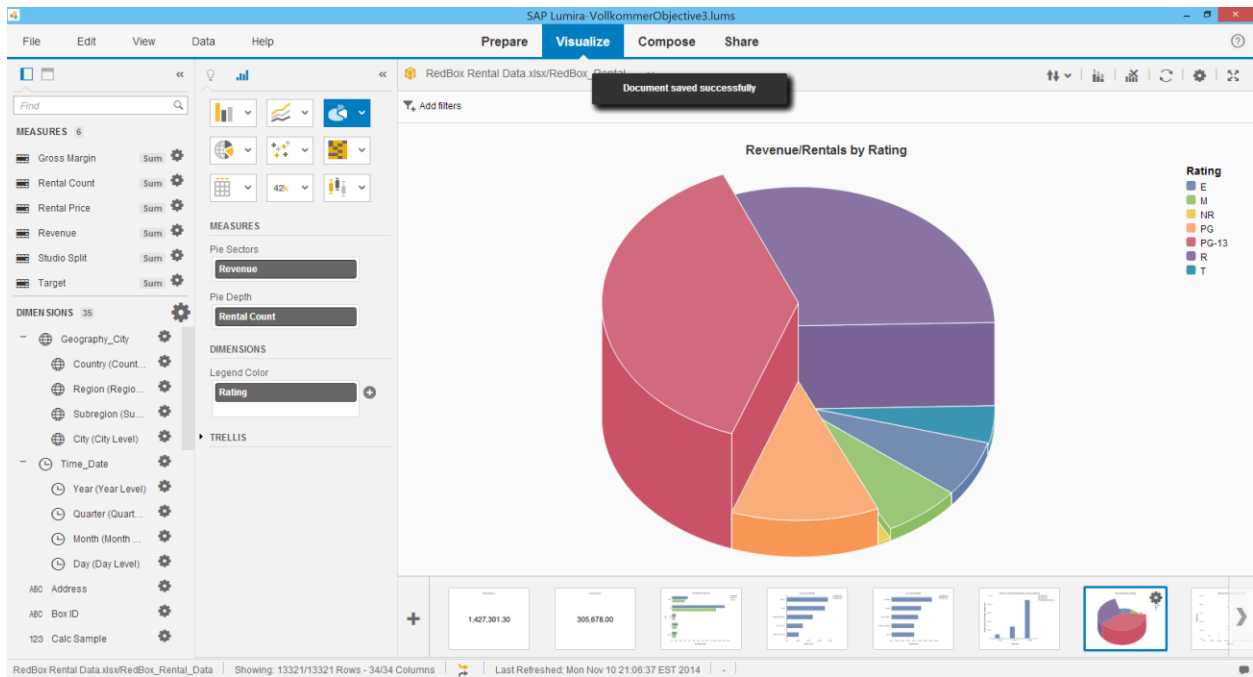 SAP Lumira-VollkommerObjective3.lums
File Edit View Data Help
Prepare Visualize Compose Share
Find
MEASURES 6
Gross Margin Sum
Rental Count Sum
Rental Price Sum
Revenue Sum
Studio Split Sum
Target Sum
DIMENSIONS 35
Geography_City
Country (Count...
Region (Regio...
Subregion (Su...
City (City Level)
Time_Date
Year (Year Level)
Quarter (Quart...
Month (Month ...
Day (Day Level)
ABC Address
ABC Box ID
123 Calc Sample
42k
MEASURES
Pie Sectors
Revenue
Pie Depth
Rental Count
DIMENSIONS
Legend Color
Rating
TRELLIS
RedBox Rental Data.xlsx/RedBox_Rental
Document saved successfully
Add filters
Revenue/Rentals by Rating
Rating
E
M
NR
PG
PG-13
R
T
1,427,301.30
305,678.00
RedBox Rental Data.xlsx/RedBox_Rental_Data Showing: 13321/13321 Rows - 34/34 Columns Last Refreshed: Mon Nov 10 21:06:37 EST 2014 -